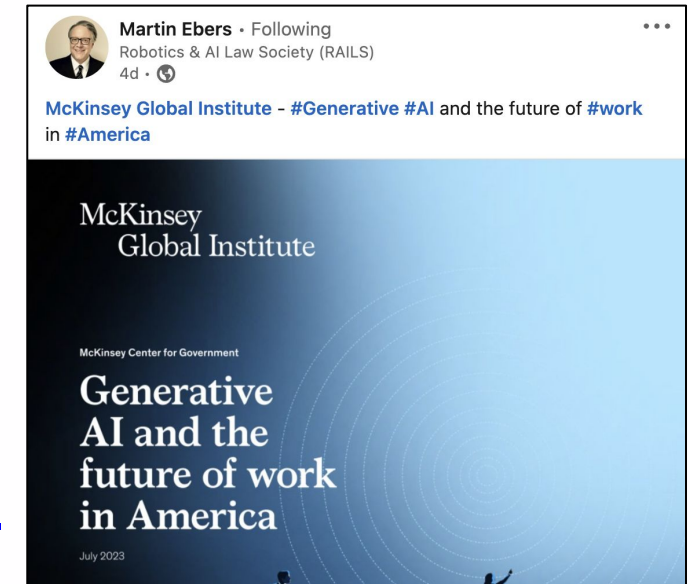 Martin Ebers • Following
Robotics & AI Law Society (RAILS)
4d •
McKinsey Global Institute - #Generative #AI and the future of #work
in #America
McKinsey
Global Institute
McKinsey Center for Government
Generative
AI and the
future of work
in America
July 2023